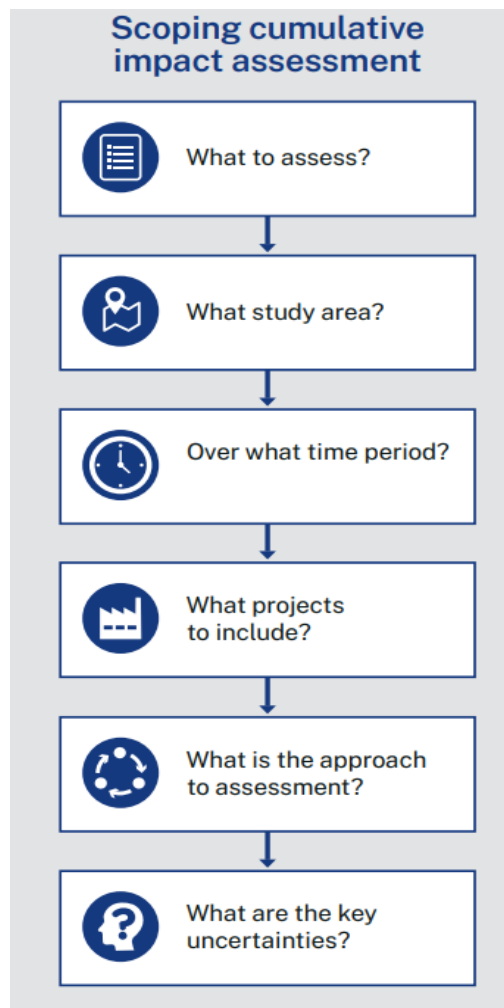 Scoping cumulative
impact assessment
What to assess?
What study area?
Over what time period?
What projects
to include?
What is the approach
to assessment?
What are the key
uncertainties?